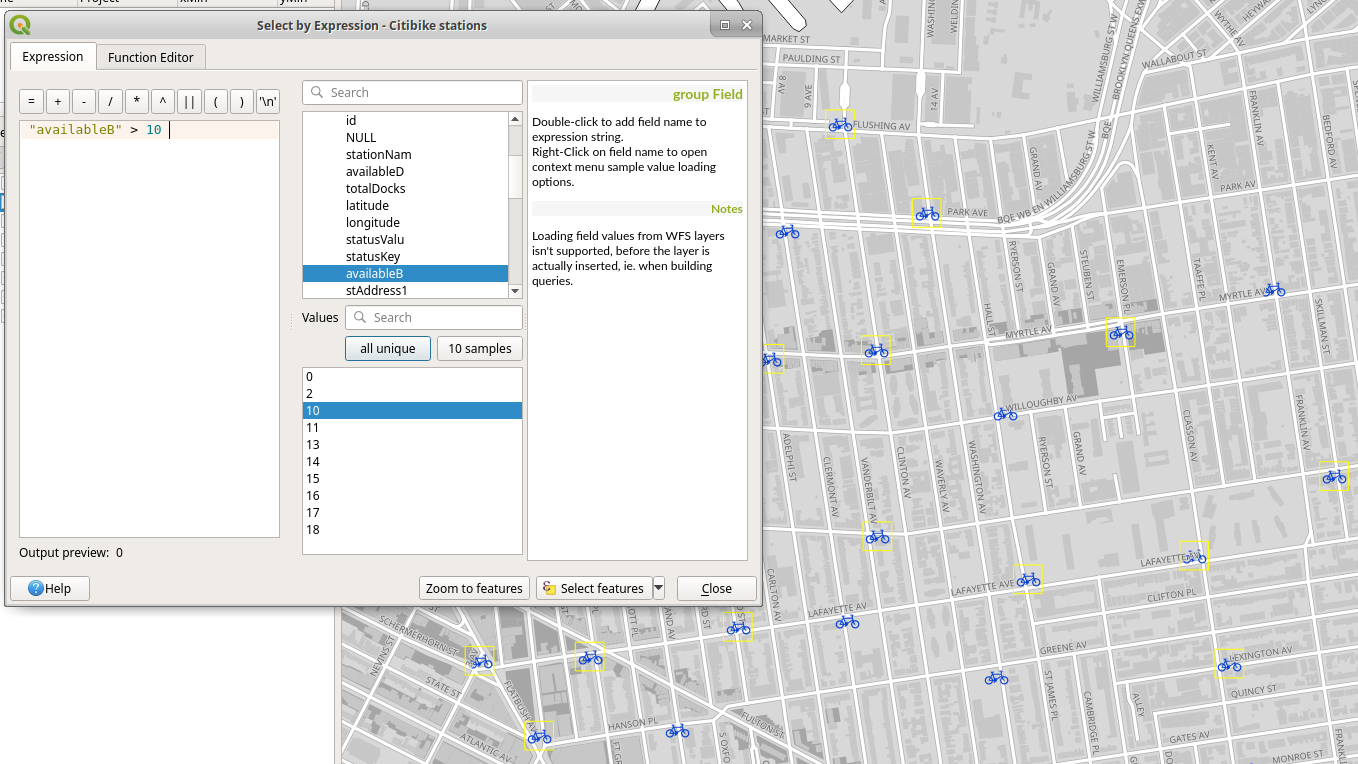 Select by Expression - Citibike stations
Expression
Function Editor
= + - / * ^ || ( ) '\n'
"availableB" > 10
Output preview: 0
Search
id
NULL
stationNam
availableD
totalDocks
latitude
longitude
statusValu
statusKey
availableB
stAddress1
Values
Search
all unique
10 samples
0
2
10
11
13
14
15
16
17
18
group Field
Double-click to add field name to
expression string.
Right-Click on field name to open
context menu sample value loading
options.
Notes
Loading field values from WFS layers
isn't supported, before the layer is
actually inserted, ie. when building
queries.
Help
Zoom to features
Select features
Close
MARKET ST
PAULDING ST
9 AVE
14 AV
FLUSHING AV
WILLIAMSBURG ST W
BROOKLYN QUEENS EX
WYTHE AV
HEYWA
WALLABOUT ST
BEDFORD AV
FRANKLIN AV
KENT AV
GRAND AV
WILLIAMSBURG ST W
BQE
PARK AVE
BQE WB EN
PARK AV
RYERSON ST
GRAND AV
STEUBEN ST
EMERSON PL
TAAFFE PL
MYRTLE AV
HALL ST
MYRTLE AV
SKILLMAN ST
WILLOUGHBY AV
ADELPHI ST
CLERMONT AV
VANDERBILT AV
CLINTON AV
WAVERLY AV
WASHINGTON AV
RYERSON ST
GRAND AV
CLASSON AV
FRANKLIN AV
LAFAYETTE AV
LAFAYETTE AVE
CLIFTON PL
CARLTON AV
LAFAYETTE AV
GREENE AV
LEXINGTON AV
QUINCY ST
ST JAMES PL
CAMBRIDGE PL
ALLEY
GATES AV
MONROE ST
SCHERMERHORN ST
NEVINS ST
STATE ST
FLATBUSH AV
ATLANTIC AV
HANSON PL
FULTON ST
S OXFO
FT GR